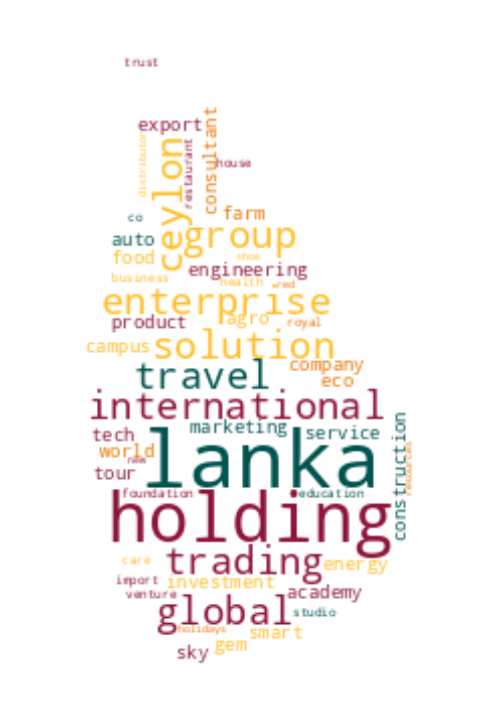 trust
export
distributor
restaurant
consultant
house
ceylon
co
farm
auto
group
food
shoe
engineering
business
health
red
enterprise
product
agro
royal
campus
solution
company
travel
eco
international
marketing
tech
service
construction
world
resources
new
lanka
tour
foundation
education
holding
trading
care
energy
import
investment
venture
academy
global
studio
holidays
smart
gem
sky